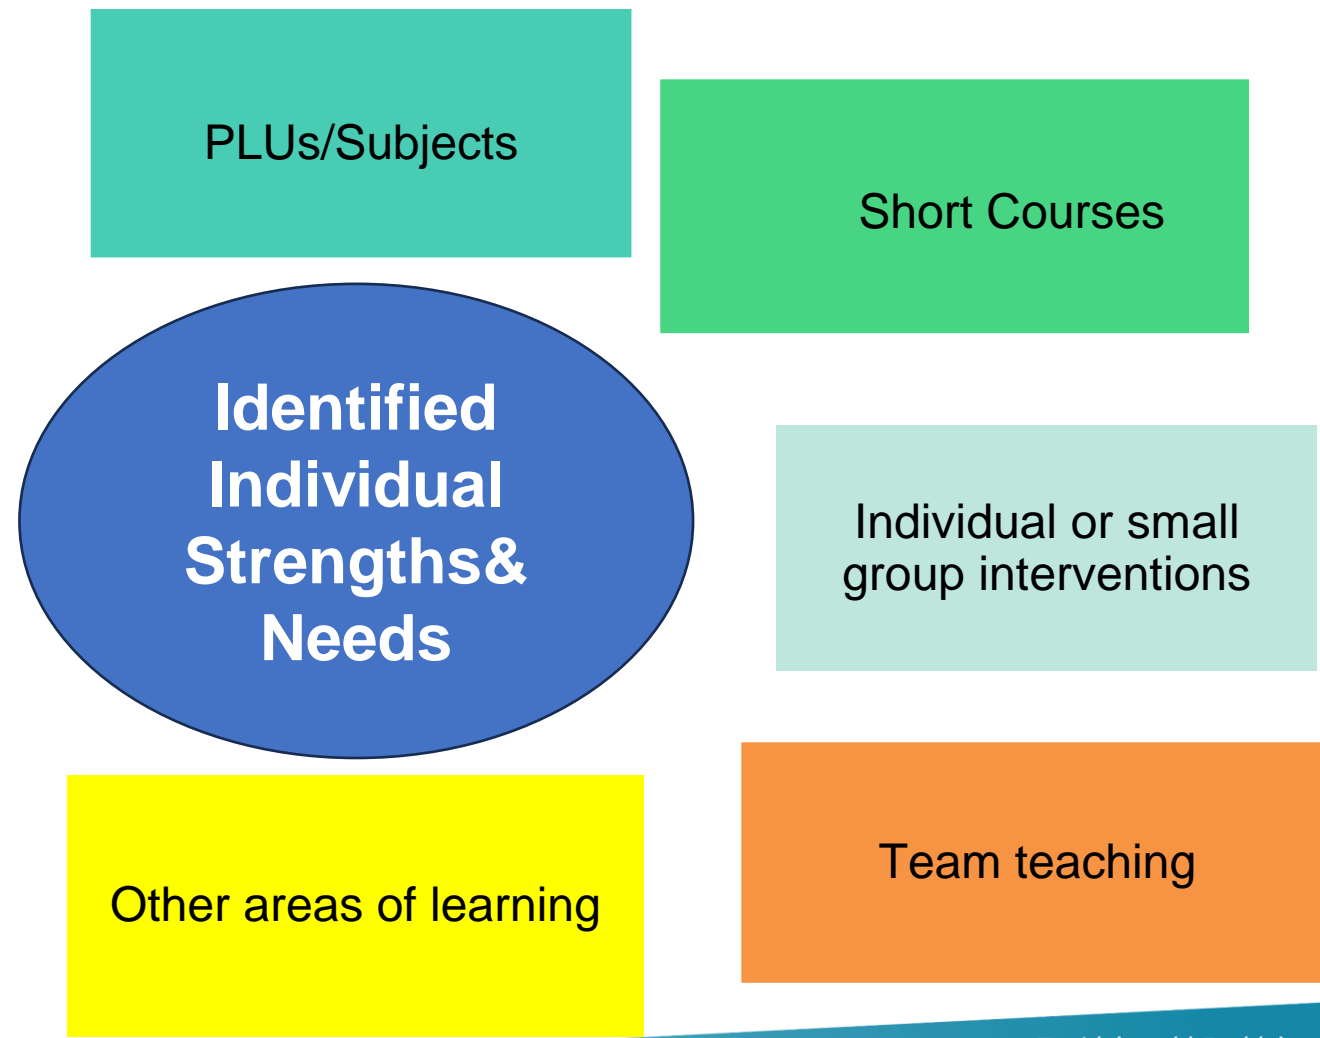 PLUs/Subjects
Short Courses
Identified
Individual
Strengths&
Needs
Individual or small
group interventions
Team teaching
Other areas of learning